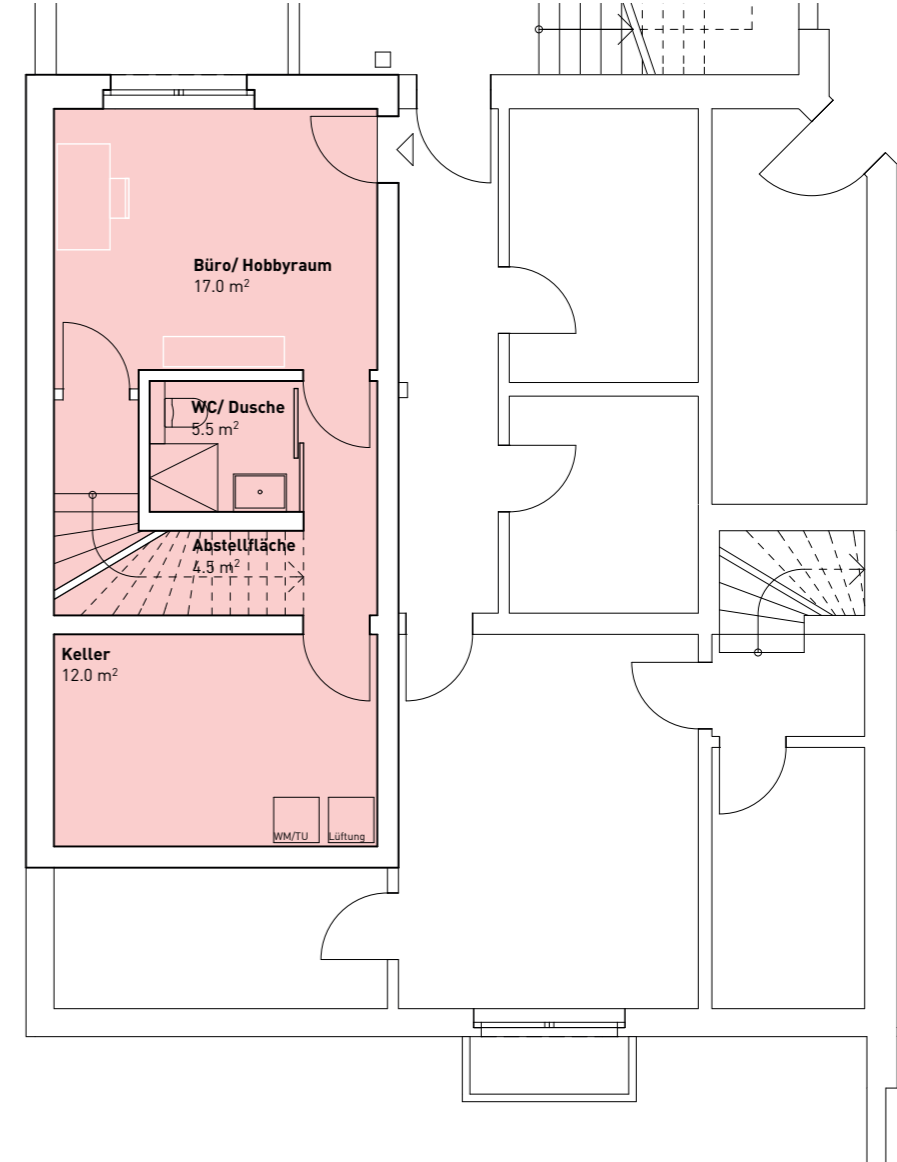 Büro/ Hobbyraum
17.0 m²
WC/ Dusche
5.5 m²
Abstellfläche
4.5 m²
Keller
12.0 m²
WM/TU
Lüftung